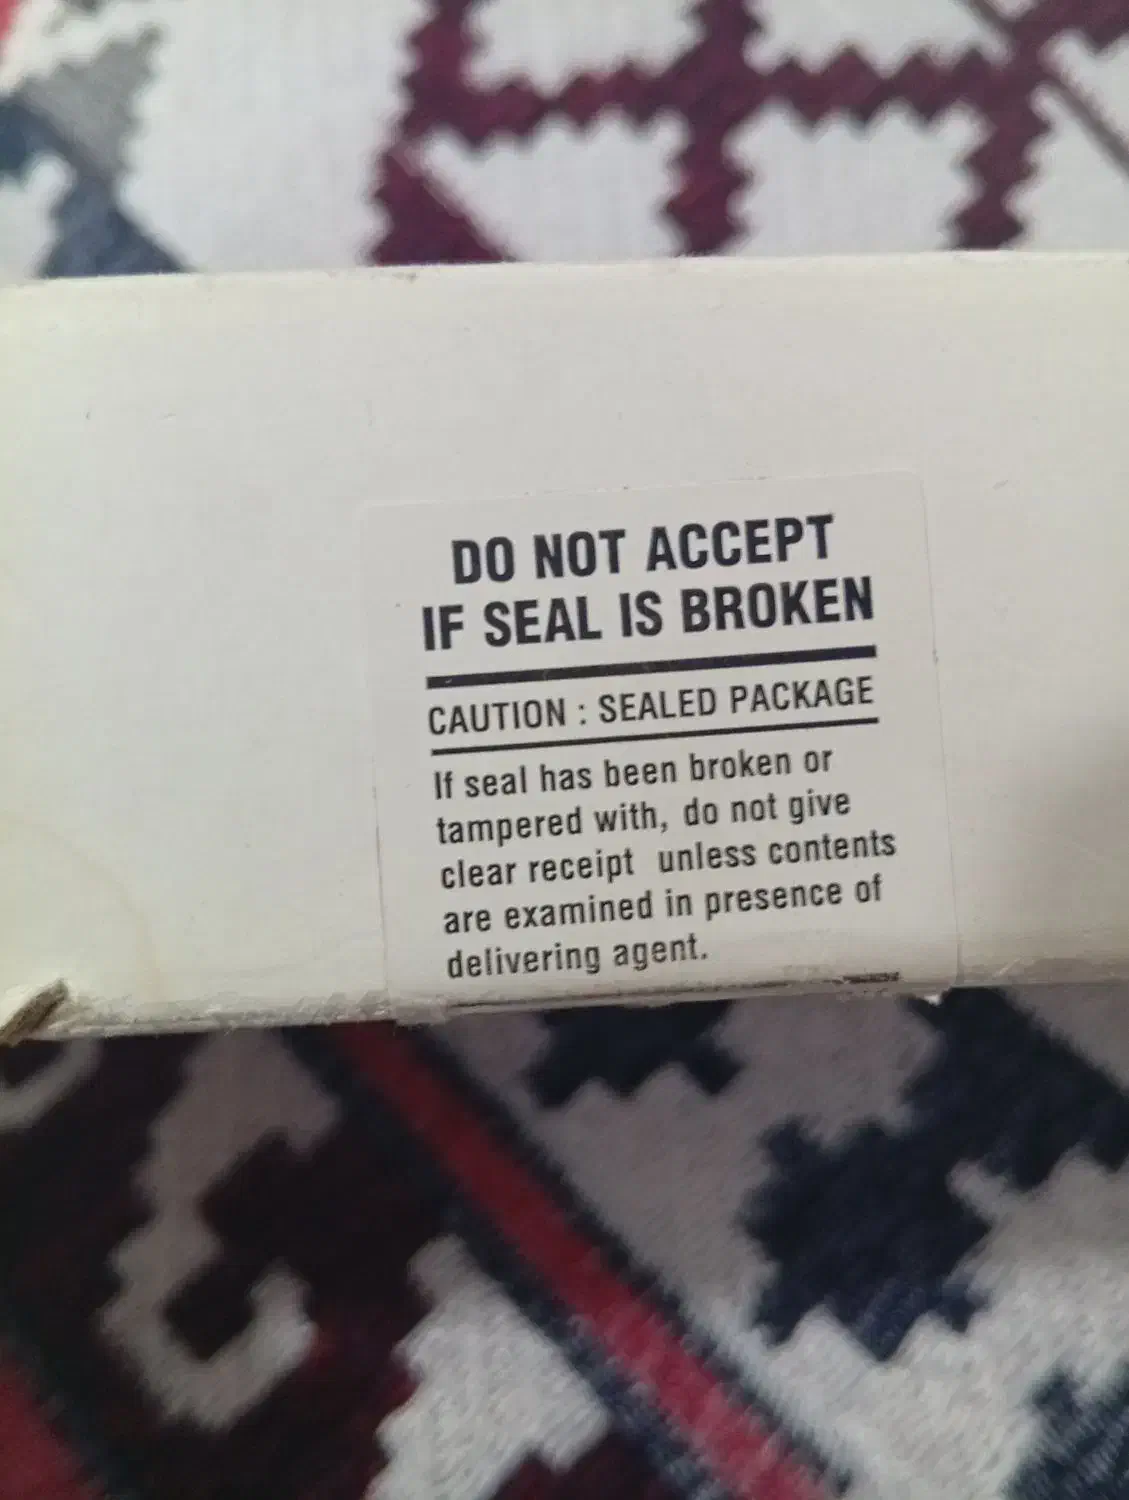 DO NOT ACCEPT
IF SEAL IS BROKEN
CAUTION : SEALED PACKAGE
If seal has been broken or
tampered with, do not give
clear receipt unless contents
are examined in presence of
delivering agent.